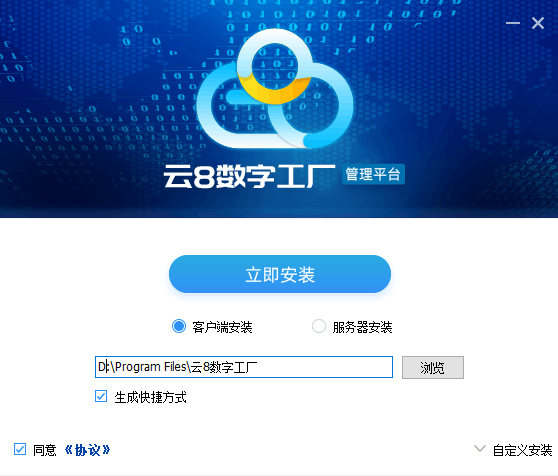 云8数字工厂 管理平台
立即安装
客户端安装 服务器安装
D:\Program Files\云8数字工厂 浏览
生成快捷方式
同意 《协议》 自定义安装